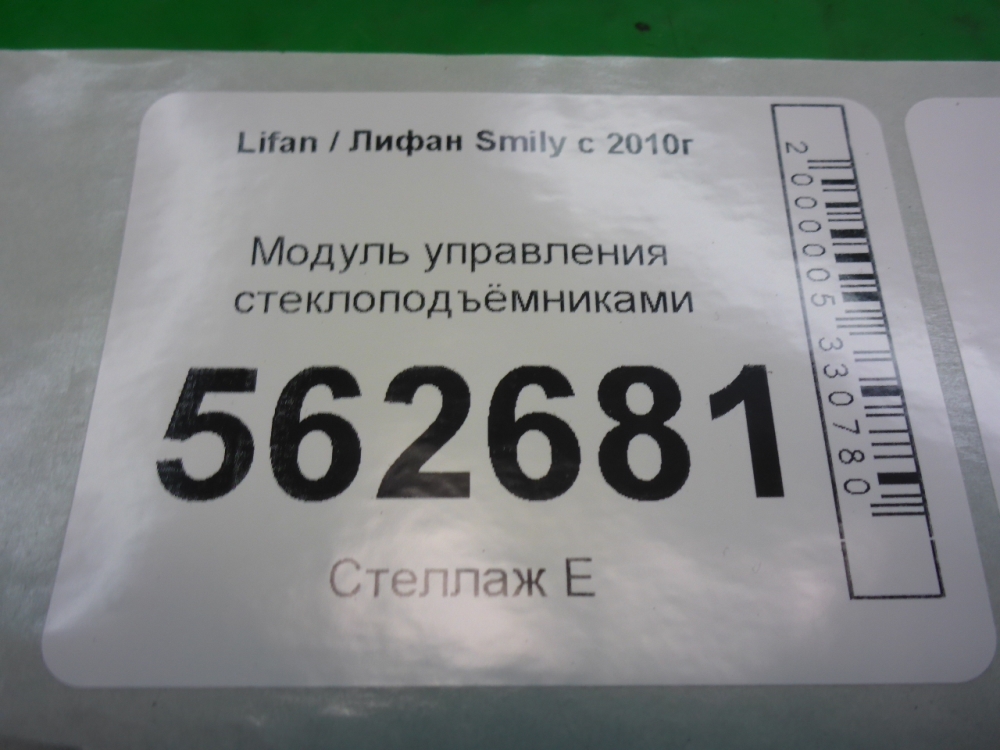 Lifan / Лифан Smily с 2010г
Модуль управления
стеклоподъёмниками
562681
Стеллаж Е
2000005330780